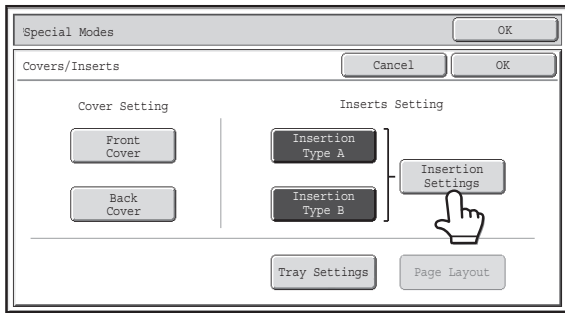 Special Modes
OK
Covers/Inserts
Cancel
OK
Cover Setting
Inserts Setting
Front
Cover
Insertion
Type A
Insertion
Settings
Back
Cover
Insertion
Type B
Tray Settings
Page Layout